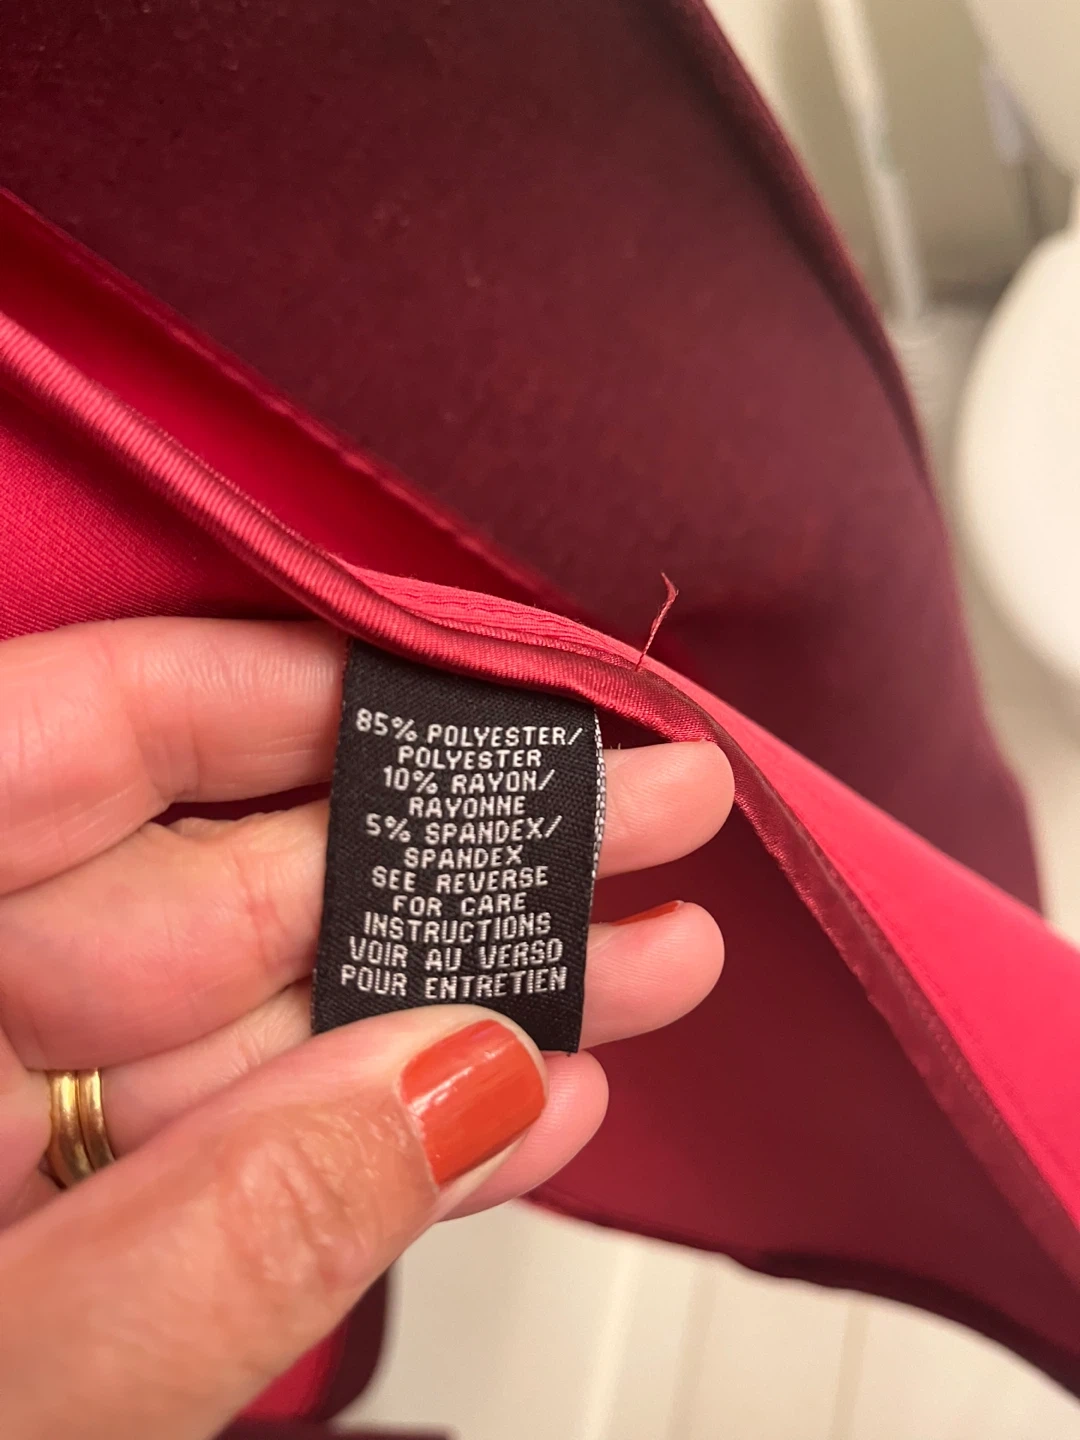 85% POLYESTER/
POLYESTER
10% RAYON/
RAYONNE
5% SPANDEX/
SPANDEX
SEE REVERSE
FOR CARE
INSTRUCTIONS
VOIR AU VERSO
POUR ENTRETIEN